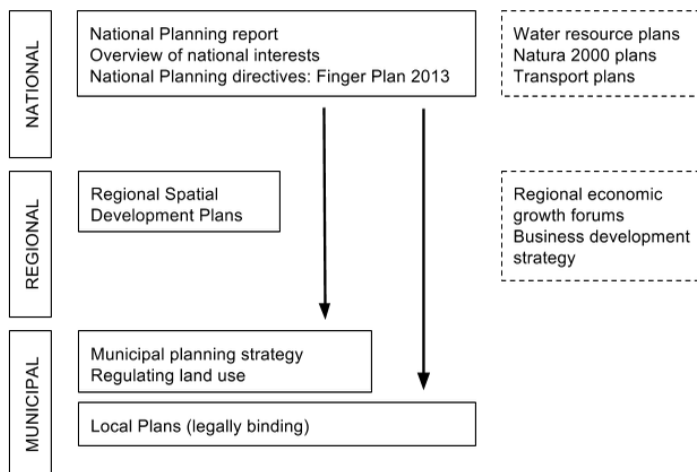 NATIONAL
National Planning report
Overview of national interests
National Planning directives: Finger Plan 2013
Water resource plans
Natura 2000 plans
Transport plans
REGIONAL
Regional Spatial
Development Plans
Regional economic
growth forums
Business development
strategy
MUNICIPAL
Municipal planning strategy
Regulating land use
Local Plans (legally binding)